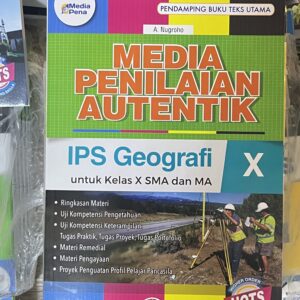 Media
Pena
PENDAMPING BUKU TEKS UTAMA
A. Nugroho
MEDIA
PENILAIAN
AUTENTIK
IPS Geografi
X
untuk Kelas X SMA dan MA
• Ringkasan Materi
• Uji Kompetensi Pengetahuan
• Uji Kompetensi Keterampilan
Tugas Praktik, Tugas Proyek, Tugas Portofolio
• Materi Remedial
• Materi Pengayaan
• Proyek Penguatan Profil Pelajar Pancasila
HIGHER ORDER
HOTS